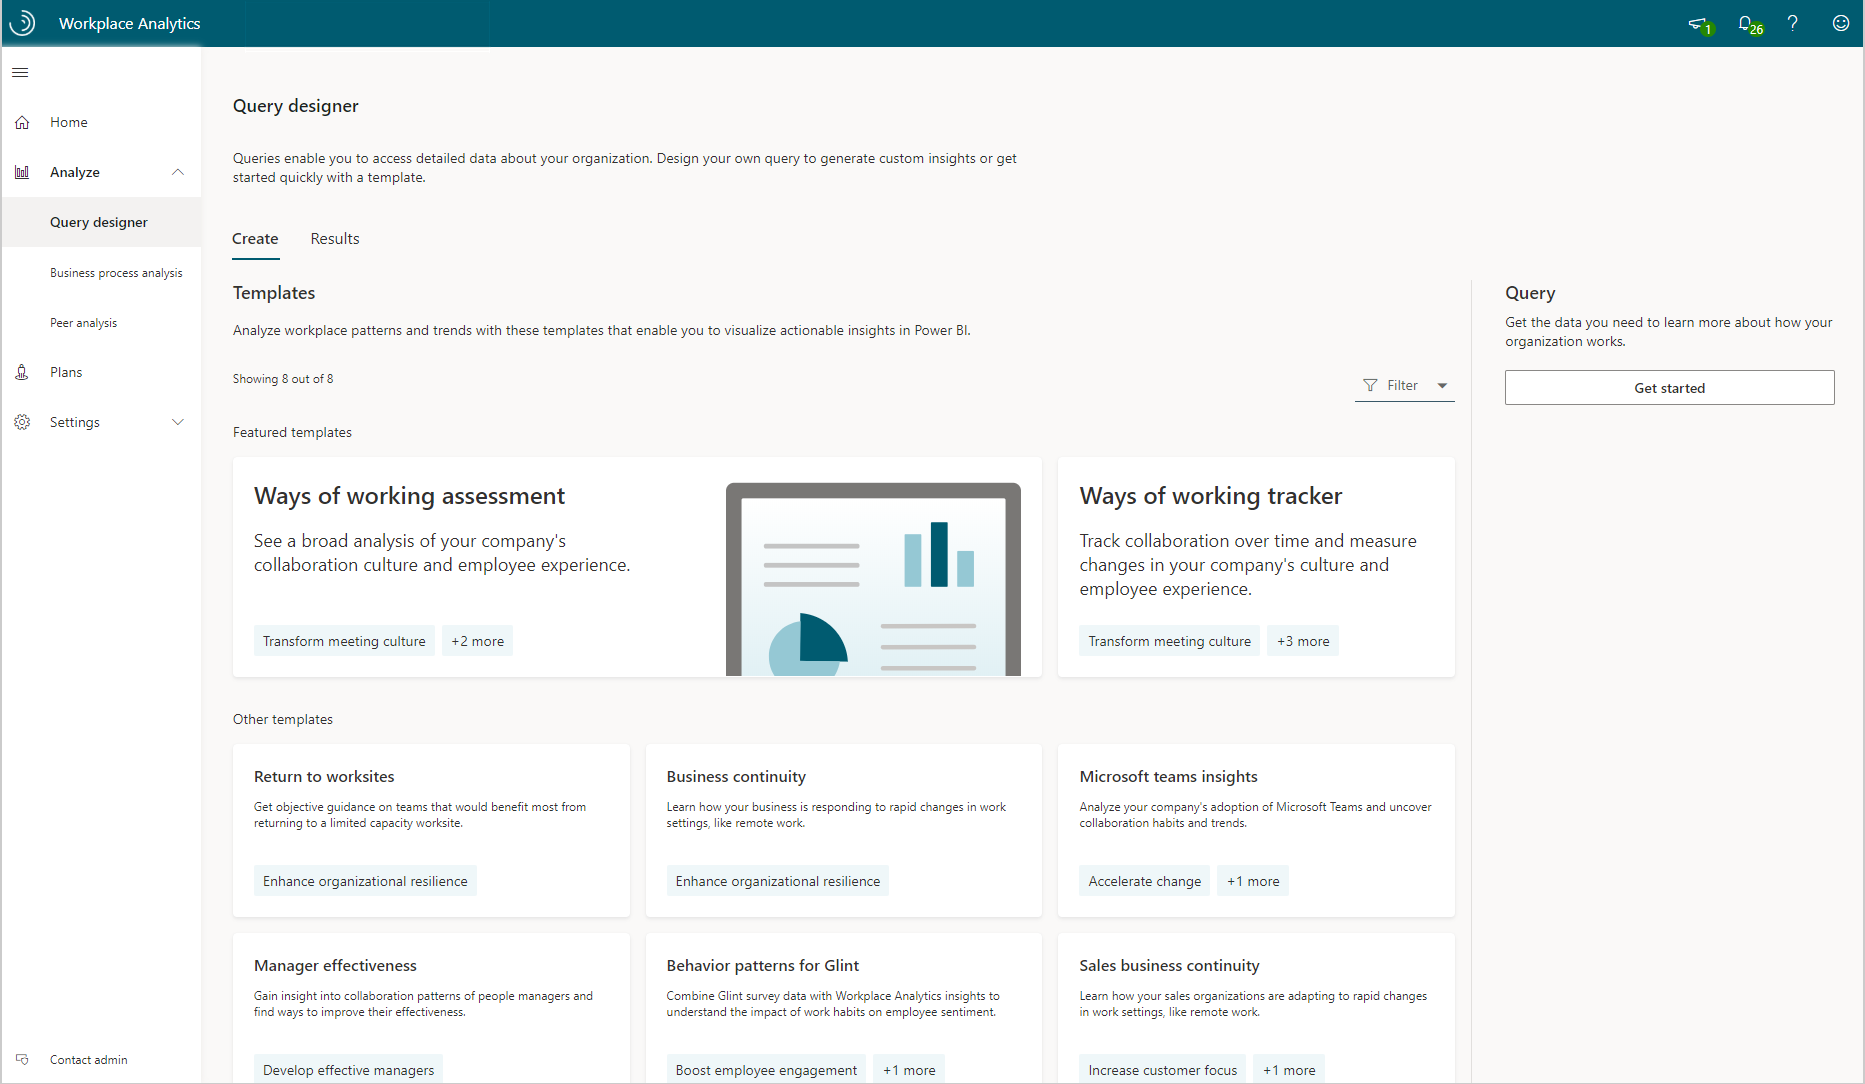 Workplace Analytics
1
26
?
Home
Analyze
Query designer
Business process analysis
Peer analysis
Plans
Settings
Contact admin
Query designer
Queries enable you to access detailed data about your organization. Design your own query to generate custom insights or get
started quickly with a template.
Create
Results
Templates
Analyze workplace patterns and trends with these templates that enable you to visualize actionable insights in Power BI.
Showing 8 out of 8
Filter
Featured templates
Ways of working assessment
See a broad analysis of your company's
collaboration culture and employee experience.
Transform meeting culture
+2 more
Ways of working tracker
Track collaboration over time and measure
changes in your company's culture and
employee experience.
Transform meeting culture
+3 more
Other templates
Return to worksites
Get objective guidance on teams that would benefit most from
returning to a limited capacity worksite.
Enhance organizational resilience
Business continuity
Learn how your business is responding to rapid changes in work
settings, like remote work.
Enhance organizational resilience
Microsoft teams insights
Analyze your company's adoption of Microsoft Teams and uncover
collaboration habits and trends.
Accelerate change
+1 more
Manager effectiveness
Gain insight into collaboration patterns of people managers and
find ways to improve their effectiveness.
Develop effective managers
Behavior patterns for Glint
Combine Glint survey data with Workplace Analytics insights to
understand the impact of work habits on employee sentiment.
Boost employee engagement
+1 more
Sales business continuity
Learn how your sales organizations are adapting to rapid changes
in work settings, like remote work.
Increase customer focus
+1 more
Query
Get the data you need to learn more about how your
organization works.
Get started